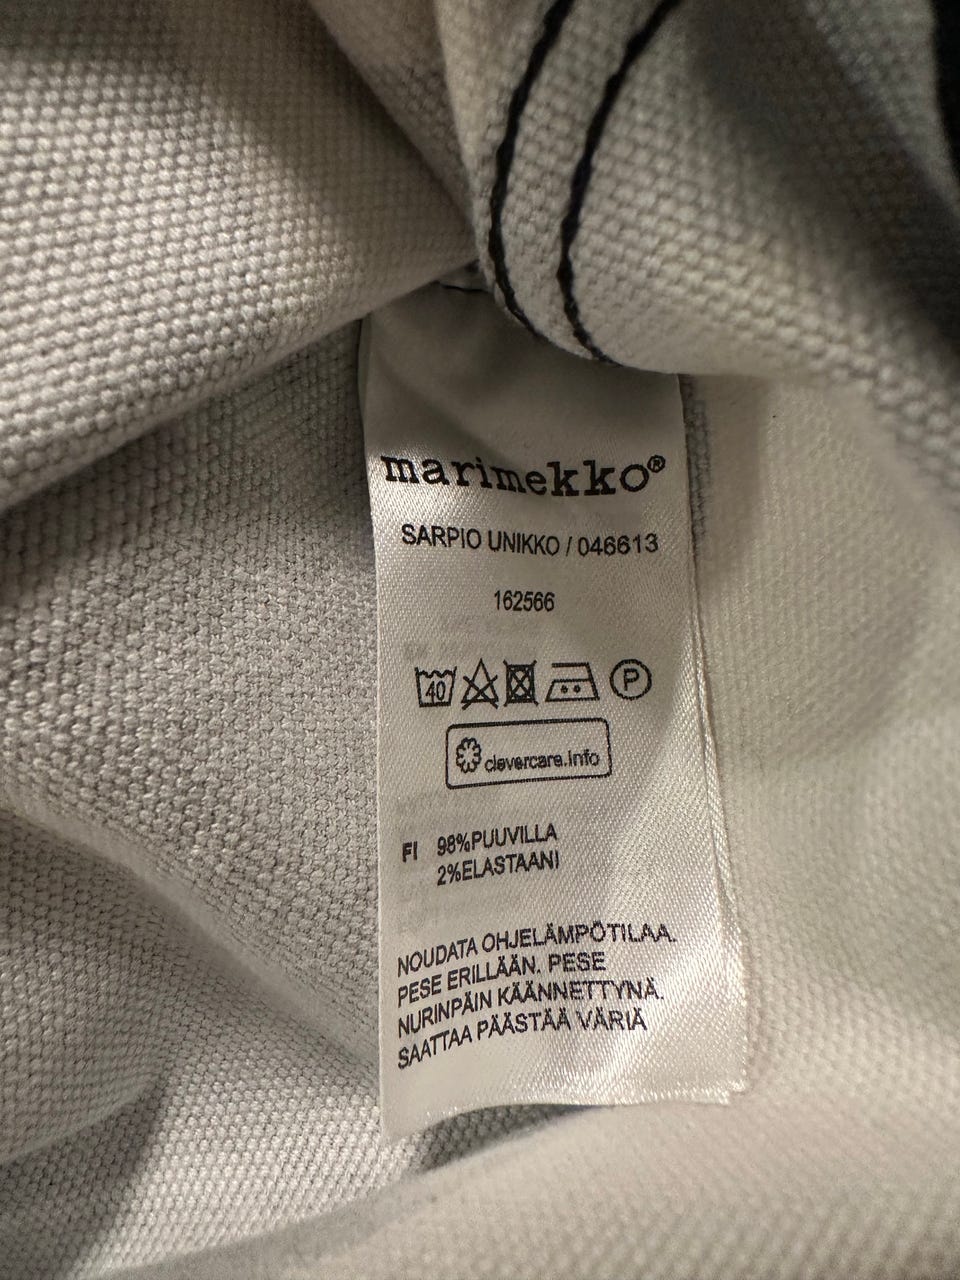 marimekko®
SARPIO UNIKKO / 046613
162566
40 P
clevercare.info
FI 98%PUUVILLA
2%ELASTAANI
NOUDATA OHJELÄMPÖTILAA.
PESE ERILLÄÄN. PESE
NURINPÄIN KÄÄNNETTYNÄ.
SAATTAA PÄÄSTÄÄ VÄRIÄ